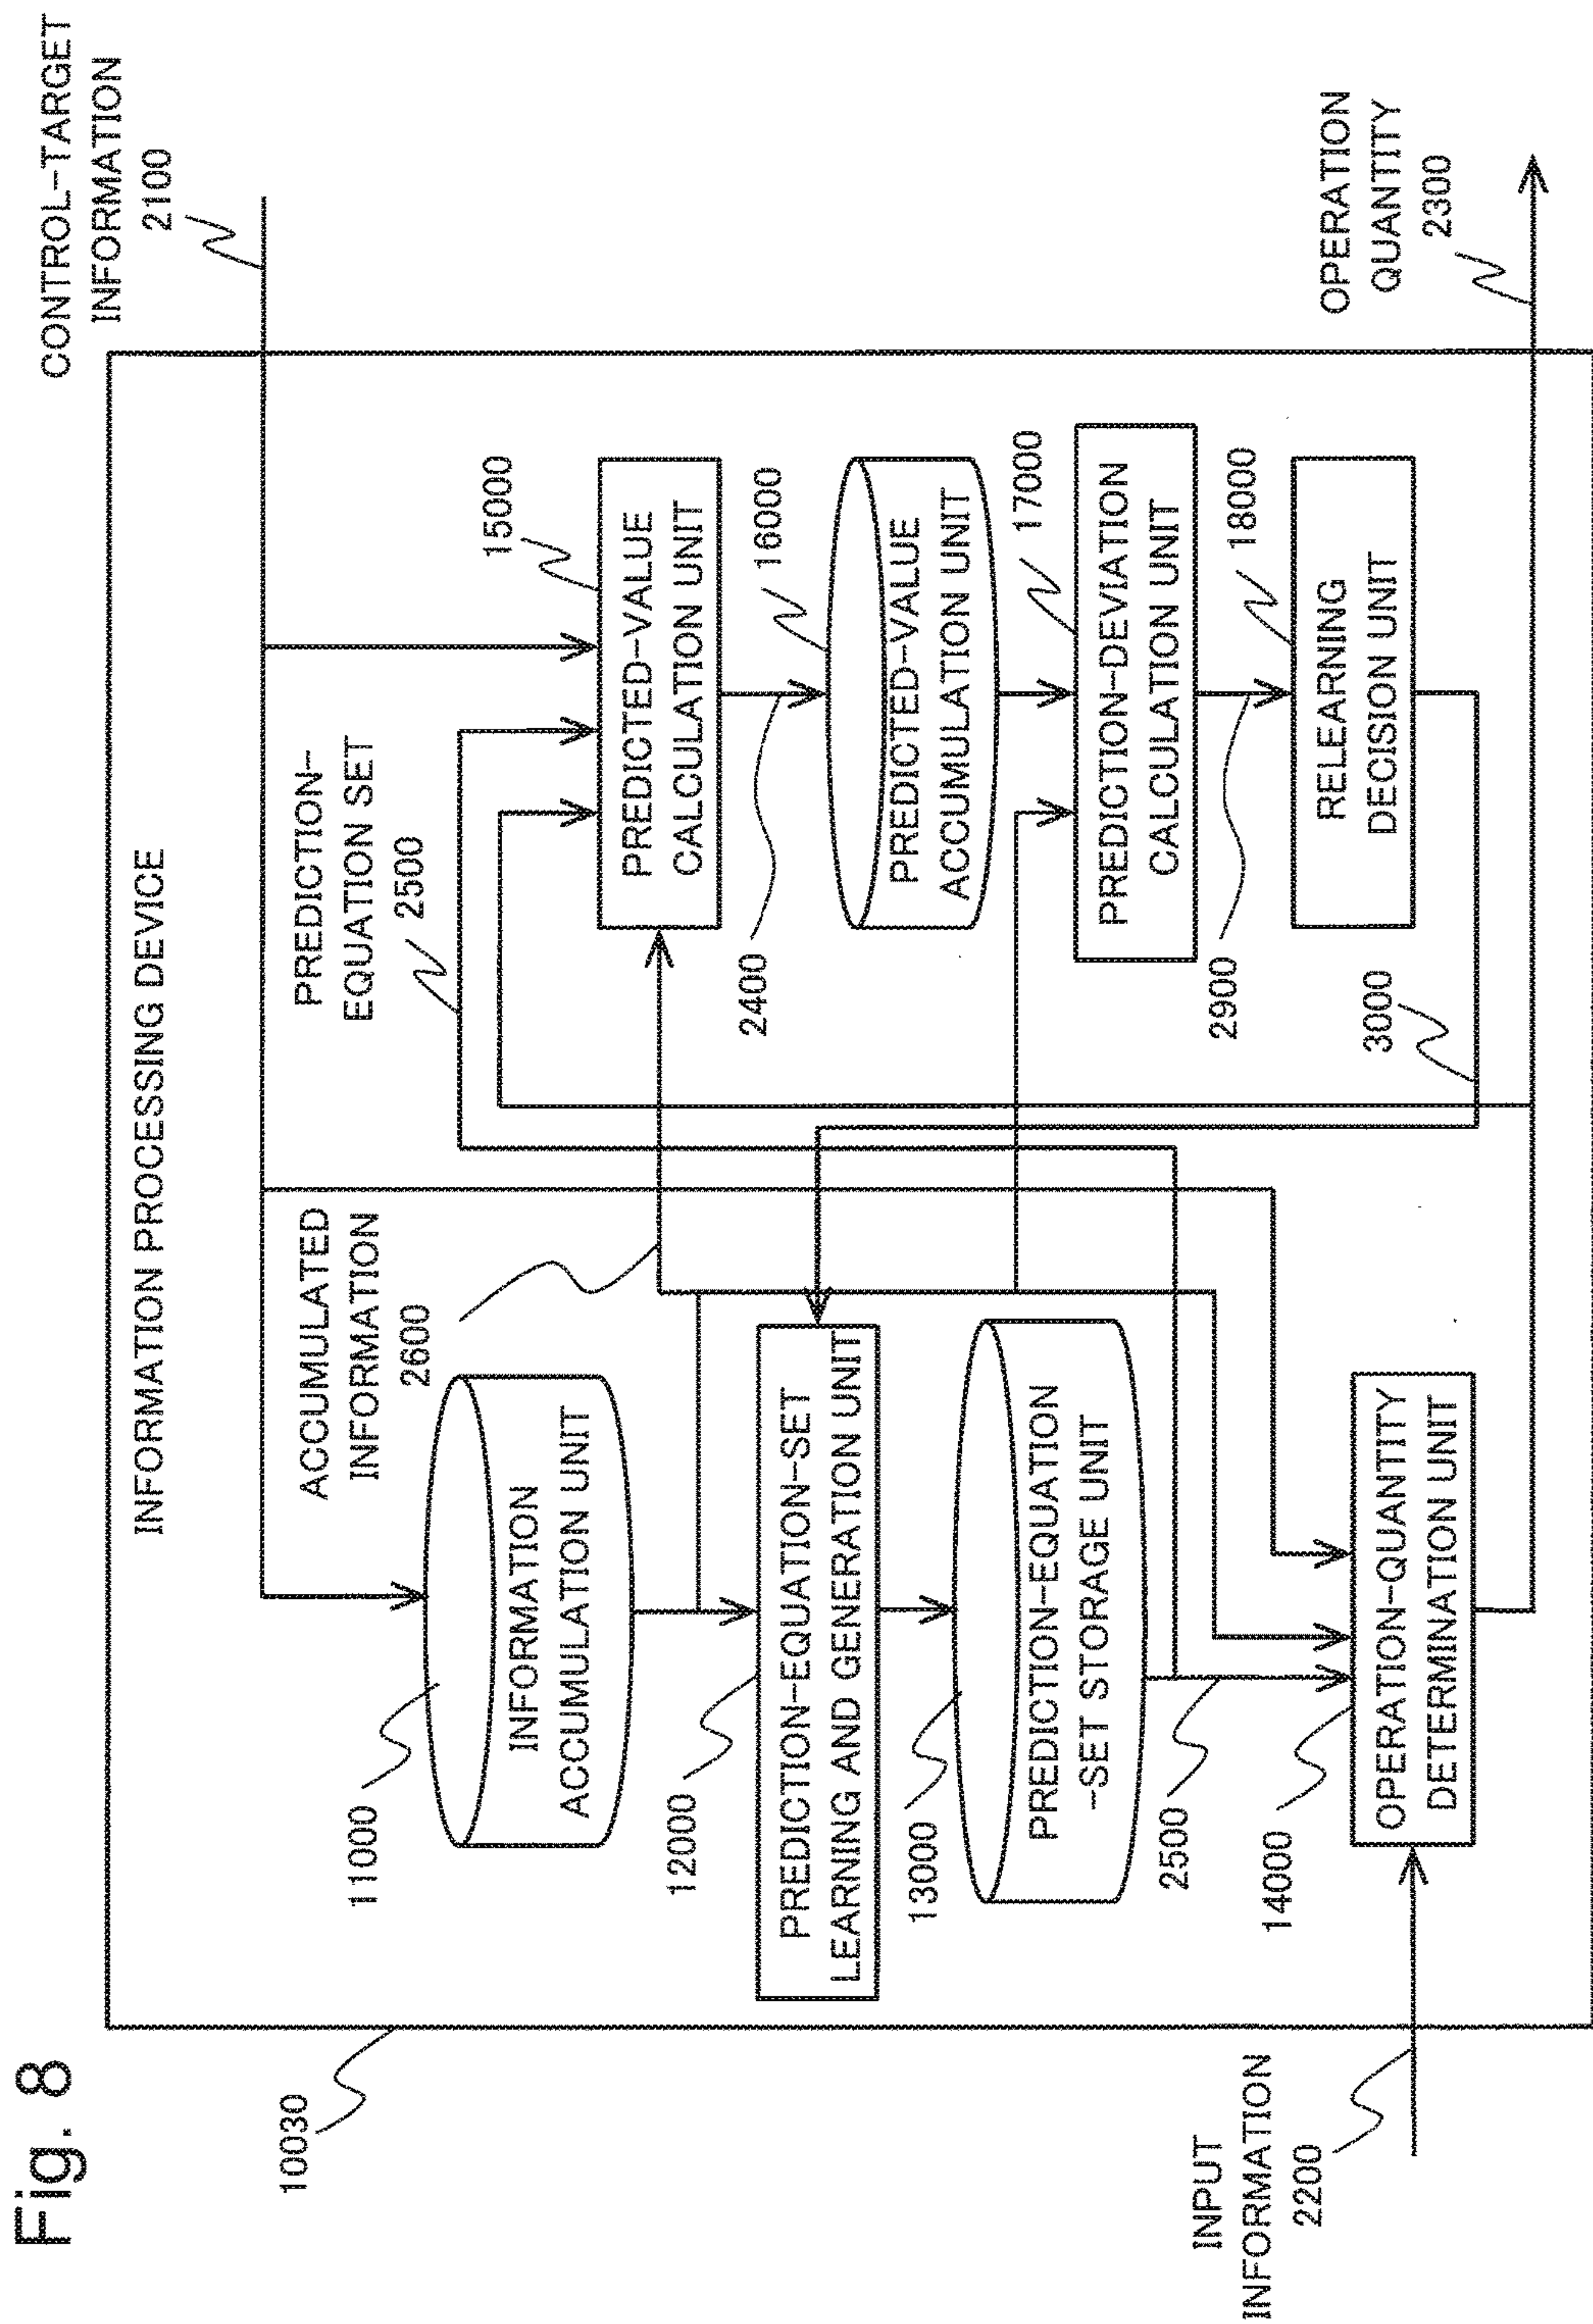 Fig. 8
CONTROL-TARGET
INFORMATION
2100
10030
INFORMATION PROCESSING DEVICE
ACCUMULATED
INFORMATION
2600
PREDICTION-
EQUATION SET
2500
11000
INFORMATION
ACCUMULATION UNIT
12000
PREDICTION-EQUATION-SET
LEARNING AND GENERATION UNIT
13000
PREDICTION-EQUATION
-SET STORAGE UNIT
2500
14000
OPERATION-QUANTITY
DETERMINATION UNIT
15000
PREDICTED-VALUE
CALCULATION UNIT
2400
16000
PREDICTED-VALUE
ACCUMULATION UNIT
17000
PREDICTION-DEVIATION
CALCULATION UNIT
2900
18000
RELEARNING
DECISION UNIT
3000
INPUT
INFORMATION
2200
OPERATION
QUANTITY
2300